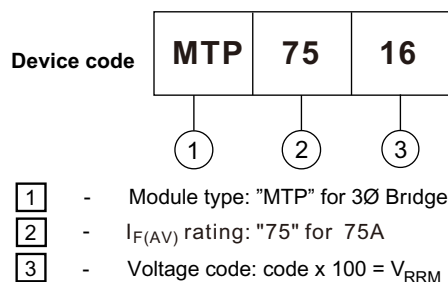 Device code MTP 75 16
1 2 3
1 - Module type: ”MTP” for 3Ø Brıdge
2 - IF(AV) rating: "75" for 75A
3 - Voltage code: code x 100 = VRRM